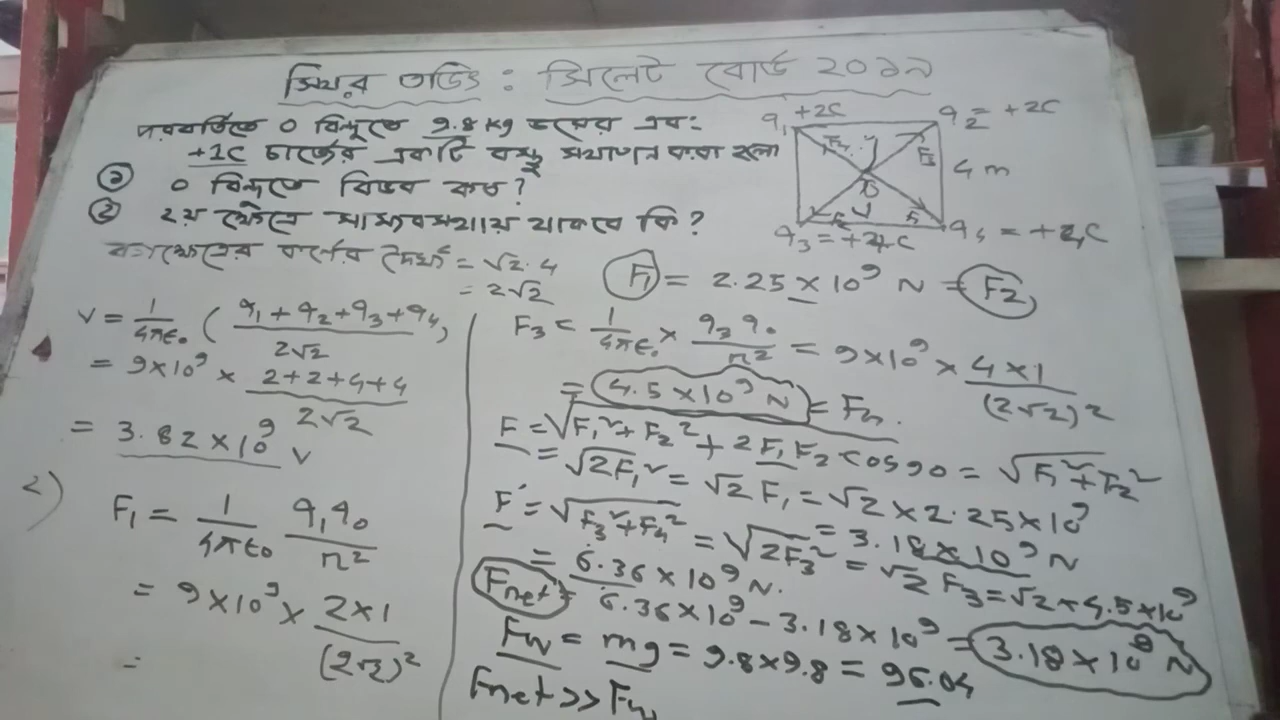 স্থির তড়িৎ : সিলেট বোর্ড ২০১৯
০ বিন্দুতে 9.8 kg ভরের এবং
+1C চার্জের একটি বস্তু স্থাপন করা হলো
① ০ বিন্দুতে বিভব কত?
② ২য় ক্ষেত্রে সাম্যবস্থায় থাকবে কি?
q₁ +2C
q₂ = +2C
4 m
O
q₃ = +4C
q₄ = +4C
বর্গক্ষেত্রের কর্ণের দৈর্ঘ্য = √2 · 4
= 2√2
V = 1/4πϵ₀ ( q₁ + q₂ + q₃ + q₄ / 2√2 )
= 9×10⁹ × 2+2+4+4 / 2√2
= 3.82 × 10⁹ V
২) F₁ = 1/4πϵ₀ q₁q₀/r²
= 9×10⁹ × 2×1/(2√2)²
=
F₁ = 2.25 × 10⁹ N = F₂
F₃ = 1/4πϵ₀ × q₃q₀/r² = 9×10⁹ × 4×1/(2√2)²
= 4.5 × 10⁹ N = F₄.
F = √F₁² + F₂² + 2F₁F₂ cos90 = √F₁² + F₂²
= √2F₁² = √2 F₁ = √2 × 2.25 × 10⁹
= 3.18 × 10⁹ N
F′ = √F₃² + F₄² = √2F₃² = √2 F₃ = √2 × 4.5 × 10⁹
= 6.36 × 10⁹ N.
Fnet = 6.36 × 10⁹ − 3.18 × 10⁹ = 3.18 × 10⁹ N
Fw = mg = 9.8 × 9.8 = 96.04
Fnet >> Fw